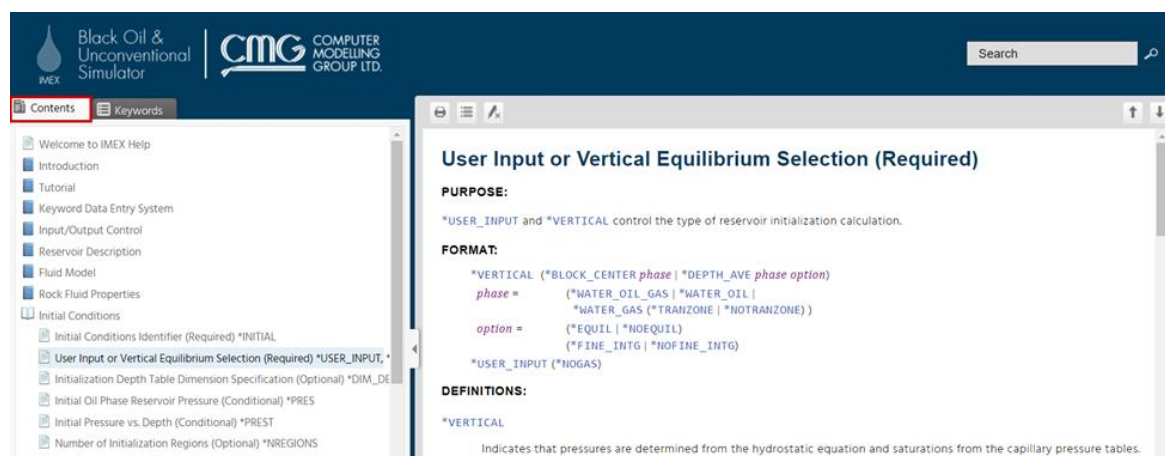 Black Oil &
Unconventional
Simulator
IMEX
CMG COMPUTER
MODELLING
GROUP LTD.
Search
Contents
Keywords
Welcome to IMEX Help
Introduction
Tutorial
Keyword Data Entry System
Input/Output Control
Reservoir Description
Fluid Model
Rock Fluid Properties
Initial Conditions
Initial Conditions Identifier (Required) *INITIAL
User Input or Vertical Equilibrium Selection (Required) *USER_INPUT, *
Initialization Depth Table Dimension Specification (Optional) *DIM_DE
Initial Oil Phase Reservoir Pressure (Conditional) *PRES
Initial Pressure vs. Depth (Conditional) *PREST
Number of Initialization Regions (Optional) *NREGIONS
User Input or Vertical Equilibrium Selection (Required)
PURPOSE:
*USER_INPUT and *VERTICAL control the type of reservoir initialization calculation.
FORMAT:
*VERTICAL (*BLOCK_CENTER phase | *DEPTH_AVE phase option)
phase = (*WATER_OIL_GAS | *WATER_OIL |
*WATER_GAS (*TRANZONE | *NOTRANZONE) )
option = (*EQUIL | *NOEQUIL)
(*FINE_INTG | *NOFINE_INTG)
*USER_INPUT (*NOGAS)
DEFINITIONS:
*VERTICAL
Indicates that pressures are determined from the hydrostatic equation and saturations from the capillary pressure tables.